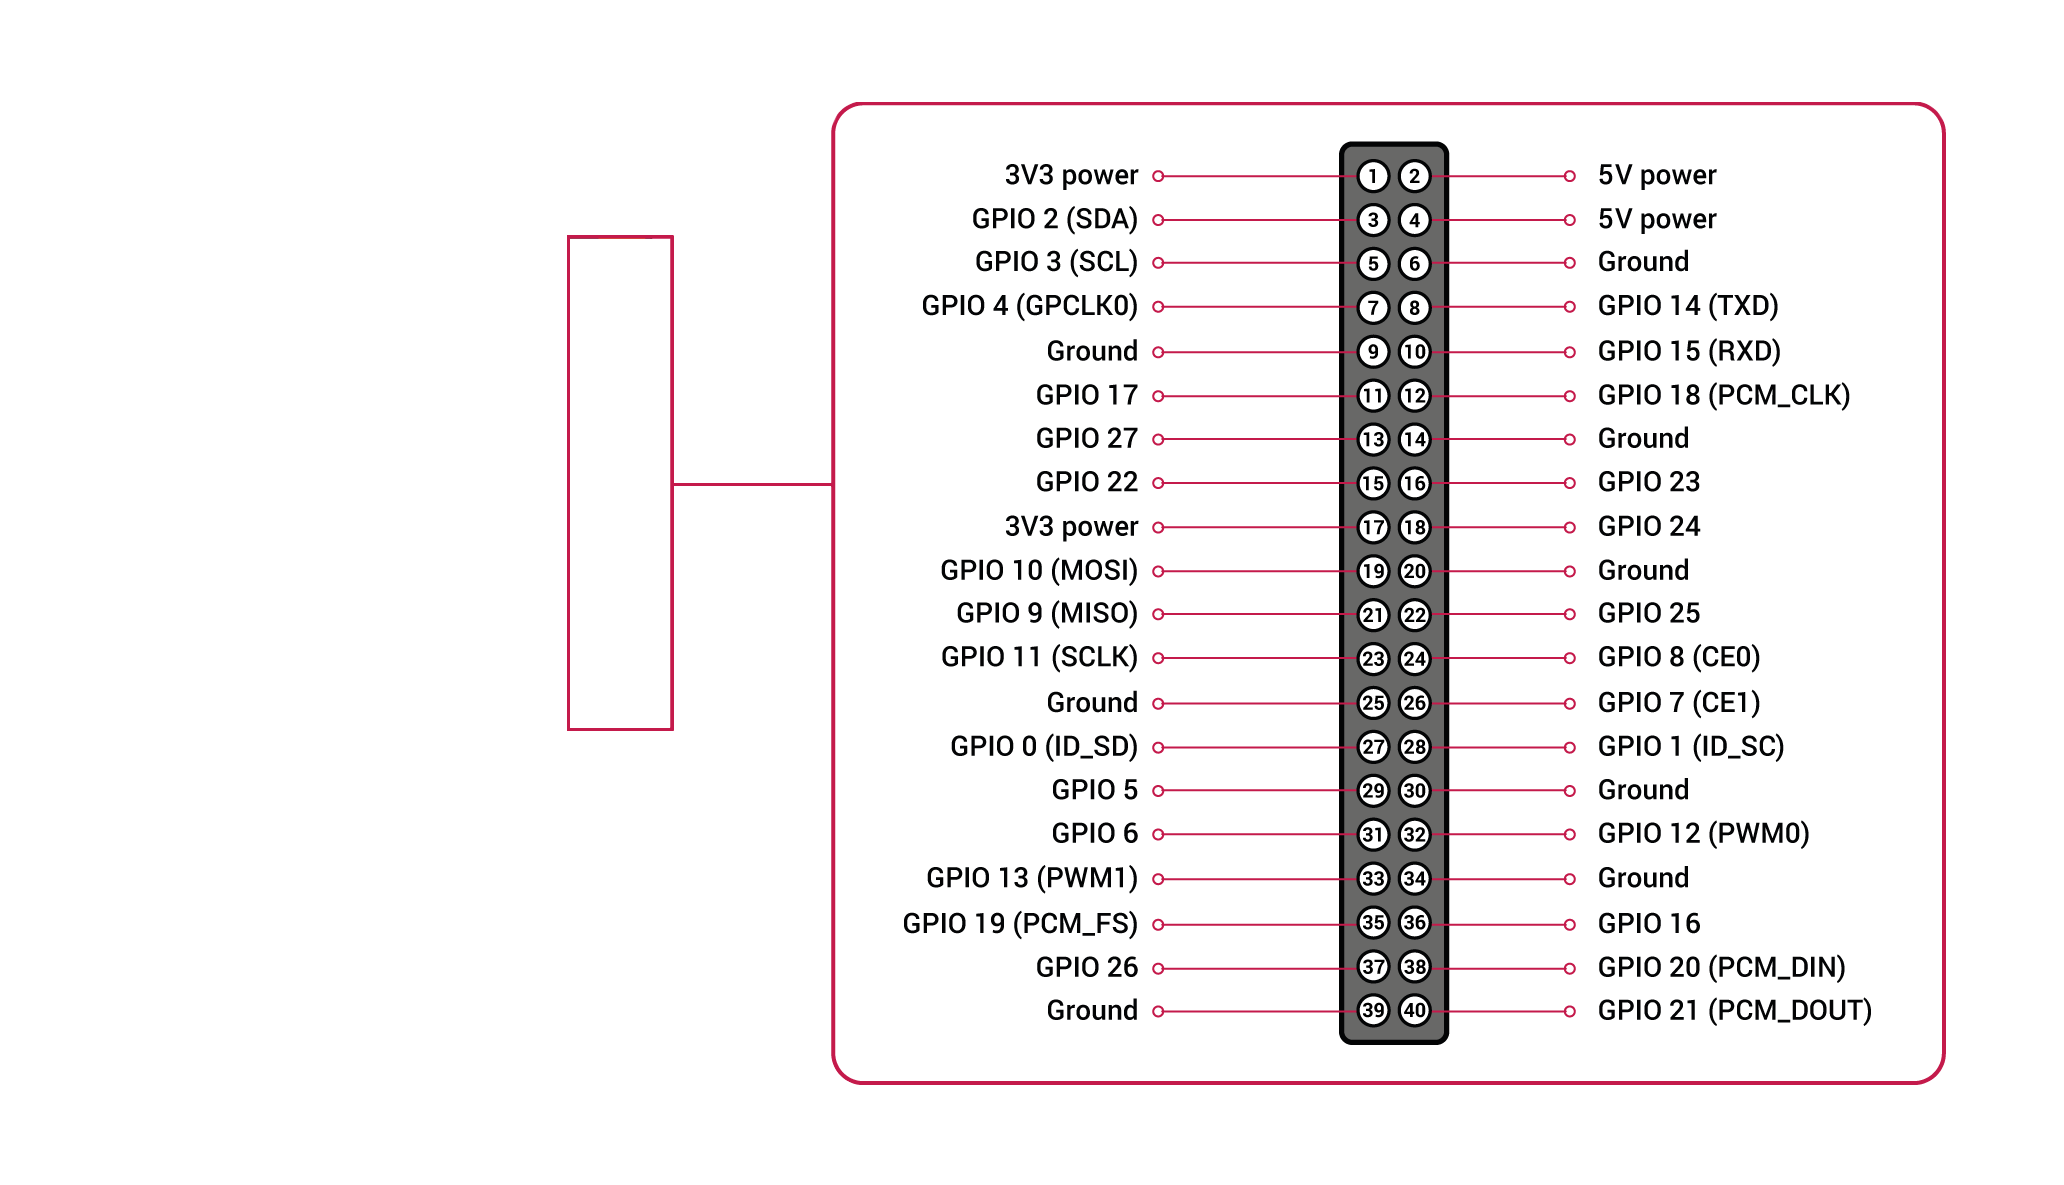 3V3 power 1 2 5V power
GPIO 2 (SDA) 3 4 5V power
GPIO 3 (SCL) 5 6 Ground
GPIO 4 (GPCLK0) 7 8 GPIO 14 (TXD)
Ground 9 10 GPIO 15 (RXD)
GPIO 17 11 12 GPIO 18 (PCM_CLK)
GPIO 27 13 14 Ground
GPIO 22 15 16 GPIO 23
3V3 power 17 18 GPIO 24
GPIO 10 (MOSI) 19 20 Ground
GPIO 9 (MISO) 21 22 GPIO 25
GPIO 11 (SCLK) 23 24 GPIO 8 (CE0)
Ground 25 26 GPIO 7 (CE1)
GPIO 0 (ID_SD) 27 28 GPIO 1 (ID_SC)
GPIO 5 29 30 Ground
GPIO 6 31 32 GPIO 12 (PWM0)
GPIO 13 (PWM1) 33 34 Ground
GPIO 19 (PCM_FS) 35 36 GPIO 16
GPIO 26 37 38 GPIO 20 (PCM_DIN)
Ground 39 40 GPIO 21 (PCM_DOUT)